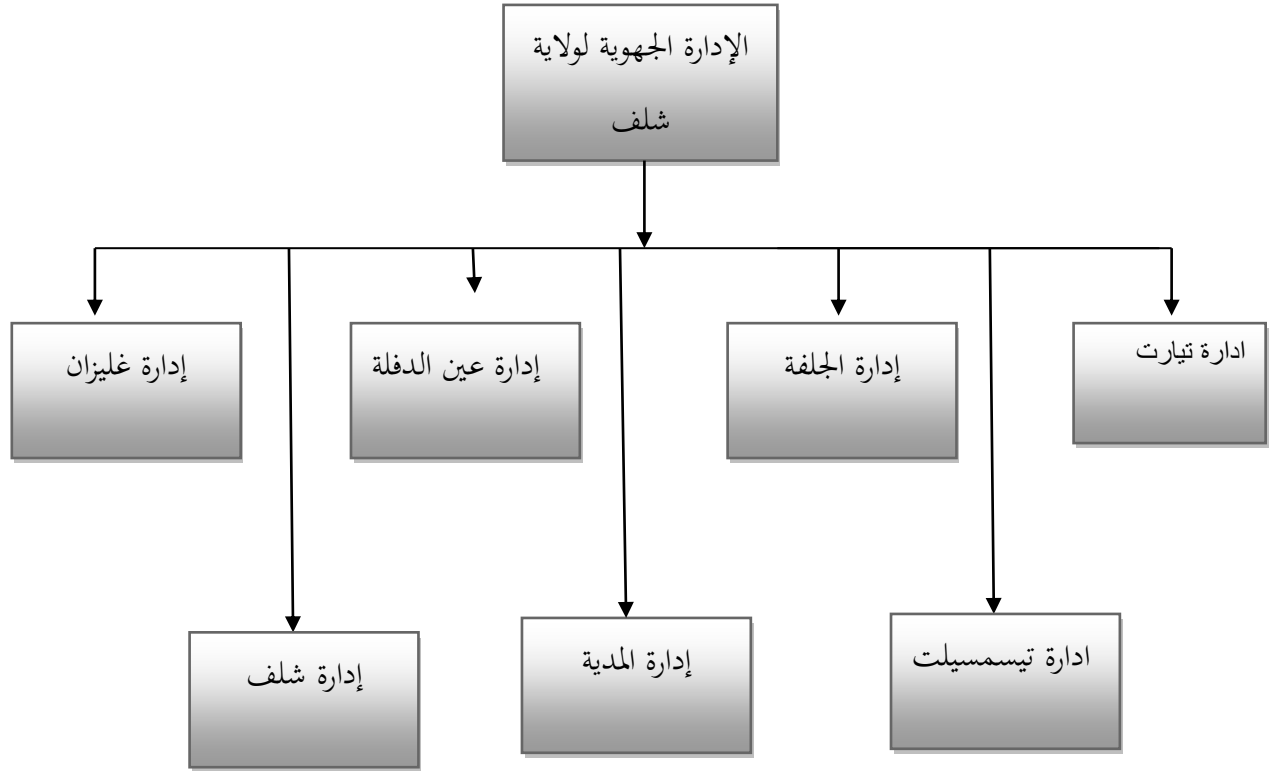 الإدارة الجهوية لولاية
شلف
ادارة تيارت
إدارة الجلفة
إدارة عين الدفلة
إدارة غليزان
ادارة تيسمسيلت
إدارة المدية
إدارة شلف